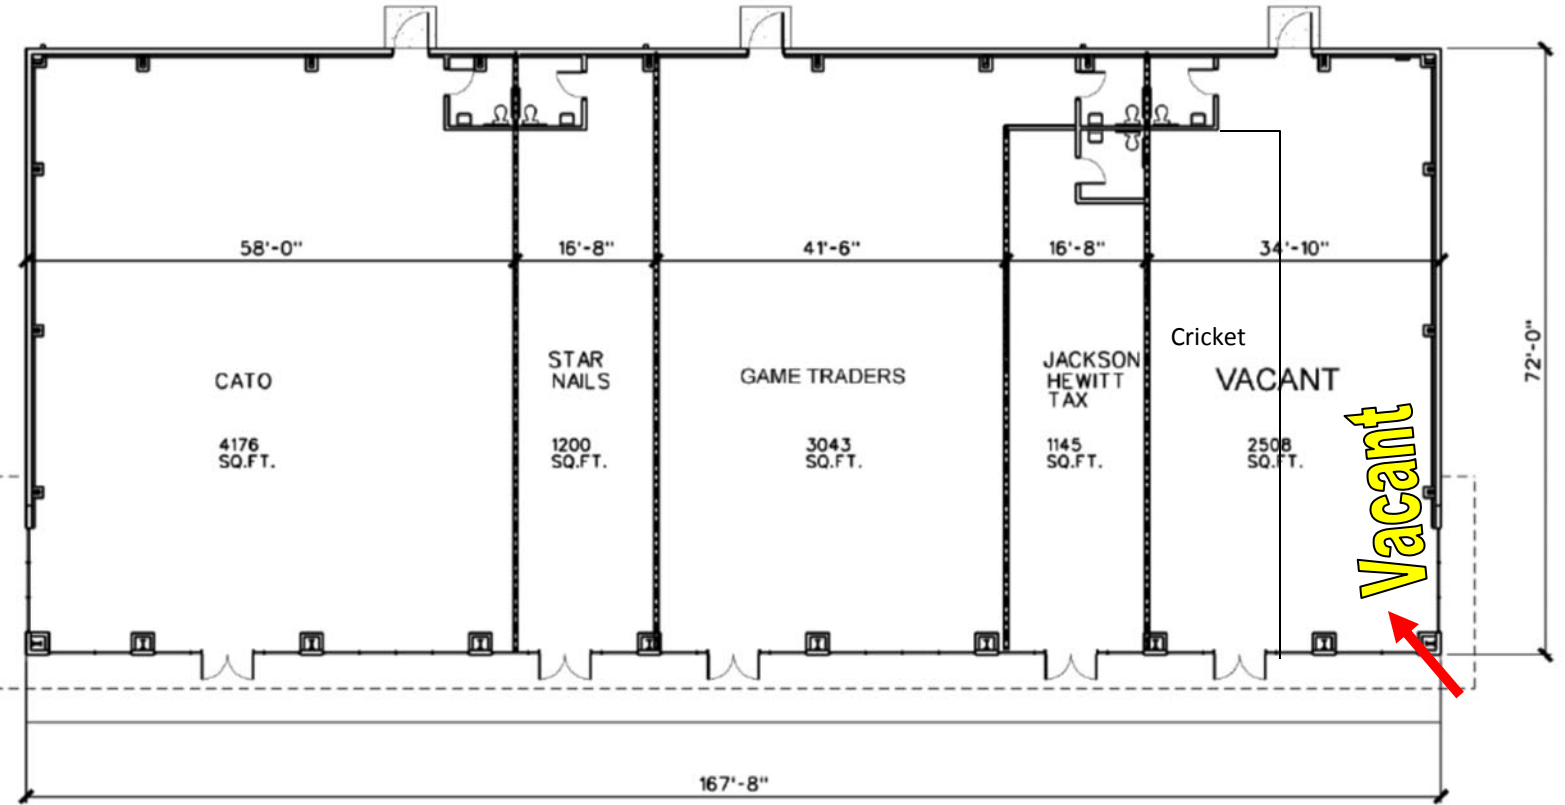 58'-0"
16'-8"
41'-6"
16'-8"
34'-10"
72'-0"
Cricket
CATO
STAR
NAILS
GAME TRADERS
JACKSON
HEWITT
TAX
VACANT
4176
SQ.FT.
1200
SQ.FT.
3043
SQ.FT.
1145
SQ.FT.
2508
SQ.FT.
Vacant
167'-8"